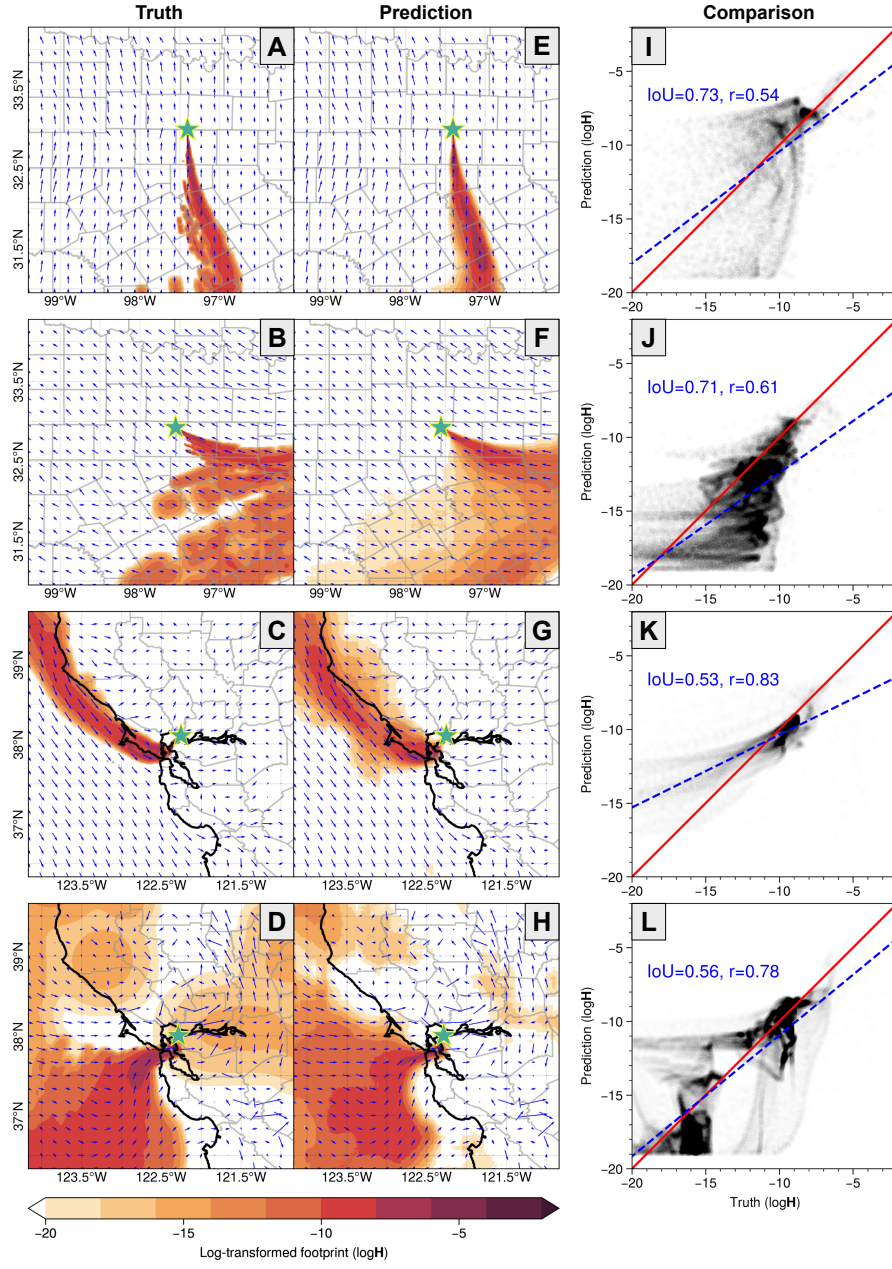 Truth
Prediction
Comparison
A
E
I
33.5°N
32.5°N
31.5°N
99°W
97°W
99°W
97°W
IoU=0.73, r=0.54
Prediction (logH)
−5
−10
−15
−20
−20
−15
−10
−5
B
F
J
33.5°N
32.5°N
31.5°N
99°W
97°W
99°W
97°W
IoU=0.71, r=0.61
Prediction (logH)
−5
−10
−15
−20
−20
−15
−10
−5
C
G
K
39°N
38°N
37°N
123.5°W
122.5°W
121.5°W
123.5°W
122.5°W
121.5°W
IoU=0.53, r=0.83
Prediction (logH)
−5
−10
−15
−20
−20
−15
−10
−5
D
H
L
39°N
38°N
37°N
123.5°W
122.5°W
121.5°W
123.5°W
122.5°W
121.5°W
IoU=0.56, r=0.78
Prediction (logH)
−5
−10
−15
−20
−20
−15
−10
−5
Truth (logH)
−20
−15
−10
−5
Log-transformed footprint (logH)